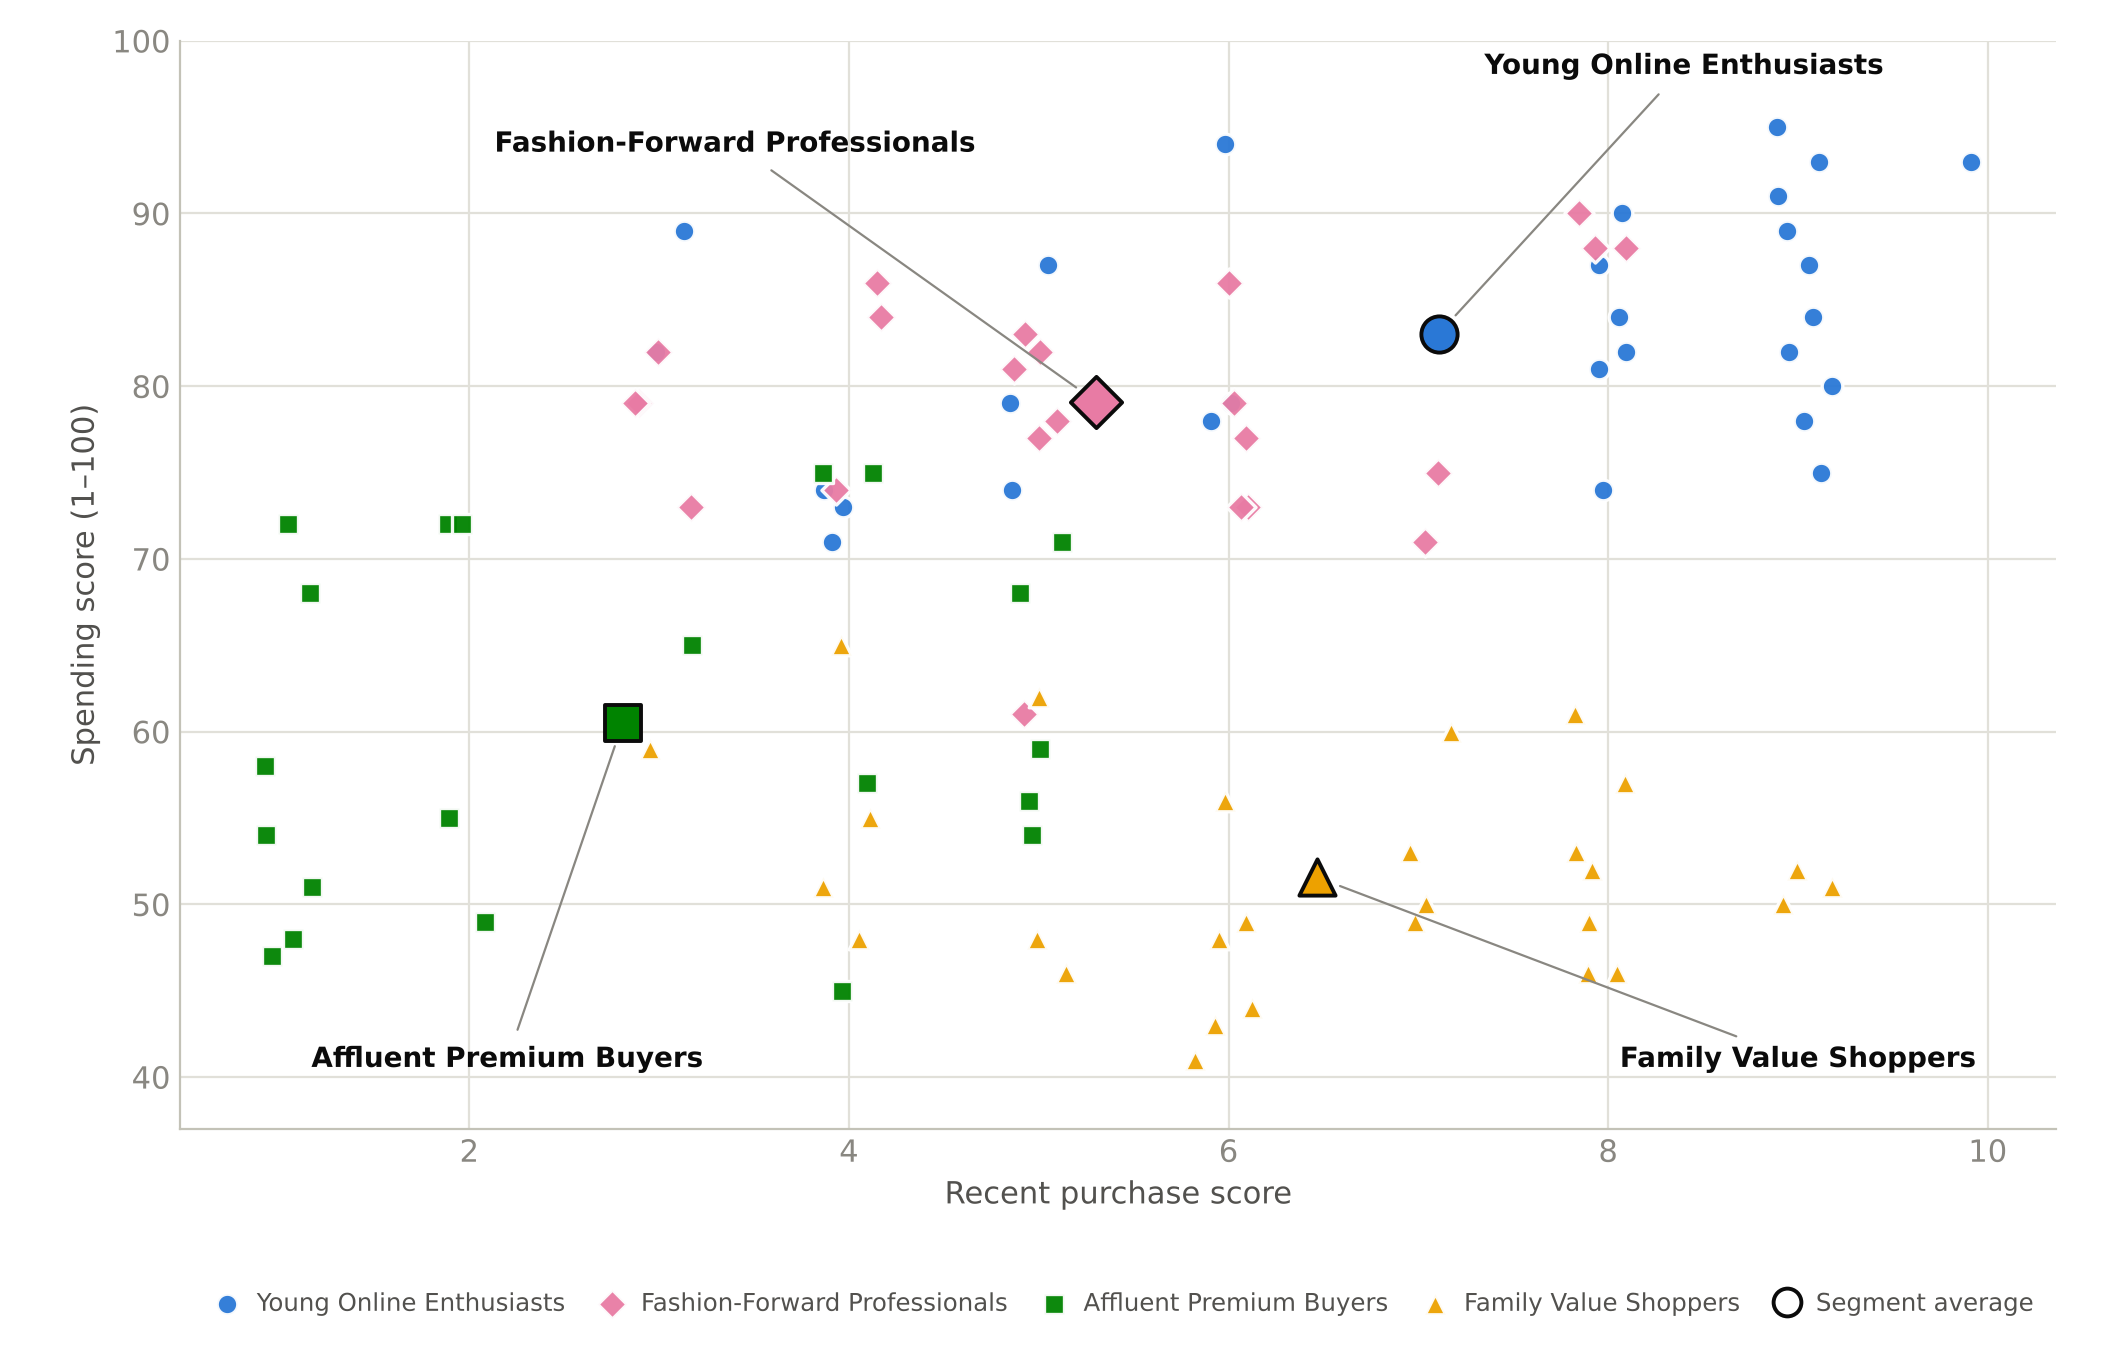 100
90
80
70
60
50
40
Spending score (1–100)
Young Online Enthusiasts
Fashion-Forward Professionals
Affluent Premium Buyers
Family Value Shoppers
2 4 6 8 10
Recent purchase score
Young Online Enthusiasts Fashion-Forward Professionals Affluent Premium Buyers Family Value Shoppers Segment average